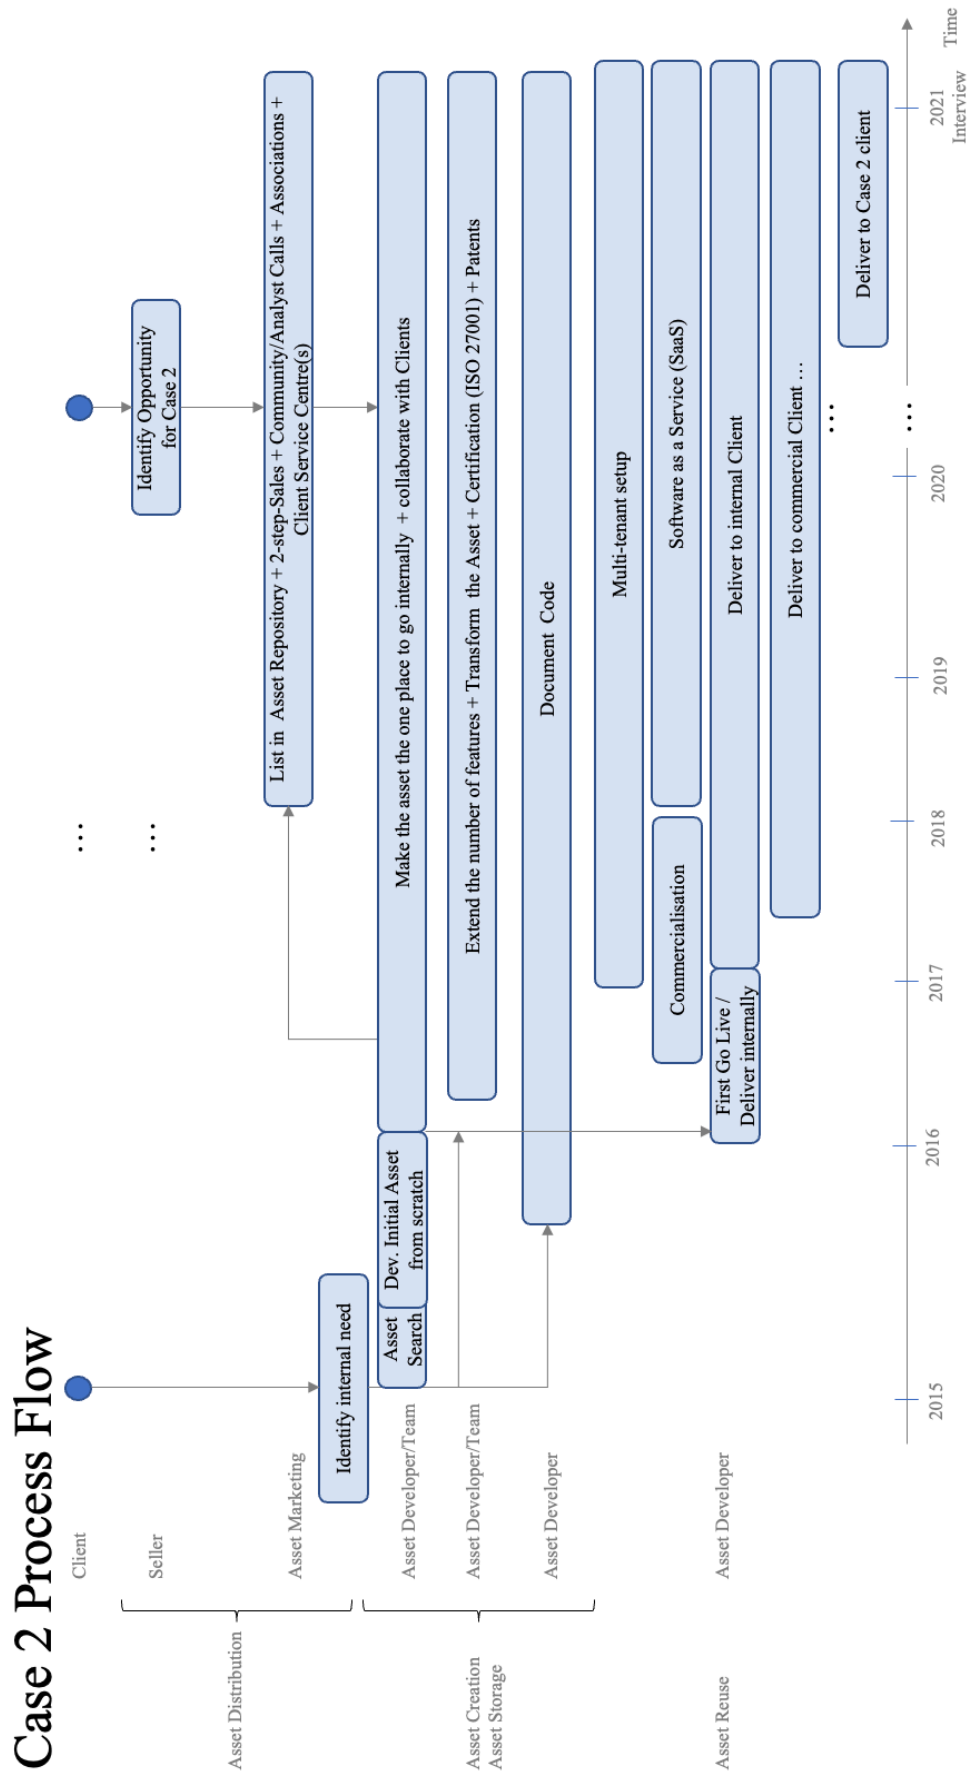 Case 2 Process Flow
Client
Seller
Identify Opportunity
for Case 2
…
…
Asset Distribution
Asset Marketing
List in Asset Repository + 2-step-Sales + Community/Analyst Calls + Associations +
Client Service Centre(s)
Identify internal need
Asset Creation
Asset Storage
Asset Developer/Team
Asset
Search
Dev. Initial Asset
from scratch
Make the asset the one place to go internally + collaborate with Clients
Asset Developer/Team
Extend the number of features + Transform the Asset + Certification (ISO 27001) + Patents
Asset Developer
Document Code
Multi-tenant setup
Commercialisation
Software as a Service (SaaS)
Asset Reuse
Asset Developer
First Go Live /
Deliver internally
Deliver to internal Client
Deliver to commercial Client …
…
Deliver to Case 2 client
…
2015
2016
2017
2018
2019
2020
2021
Time
Interview